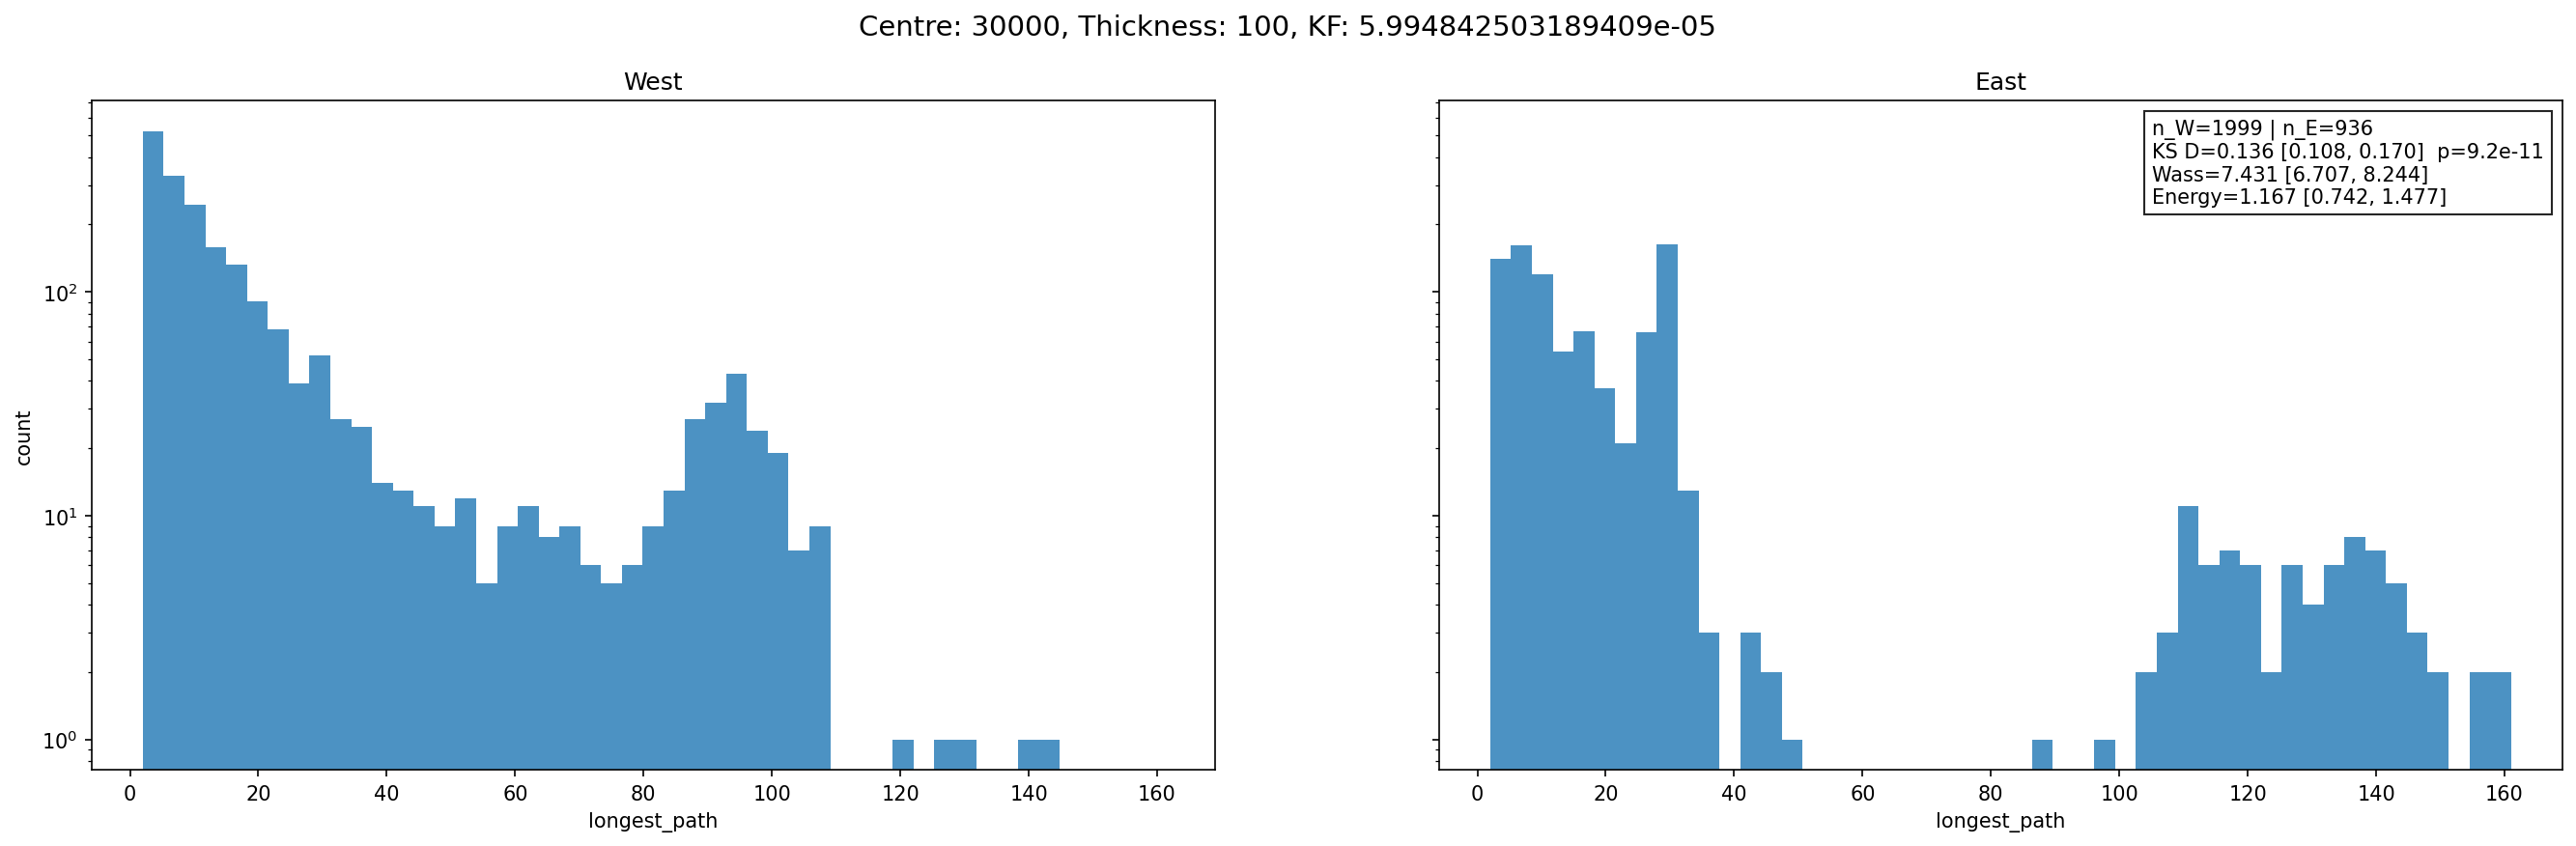 Centre: 30000, Thickness: 100, KF: 5.994842503189409e-05
West
East
n_W=1999 | n_E=936
KS D=0.136 [0.108, 0.170]  p=9.2e-11
Wass=7.431 [6.707, 8.244]
Energy=1.167 [0.742, 1.477]
count
10²
10¹
10⁰
0 20 40 60 80 100 120 140 160
0 20 40 60 80 100 120 140 160
longest_path
longest_path